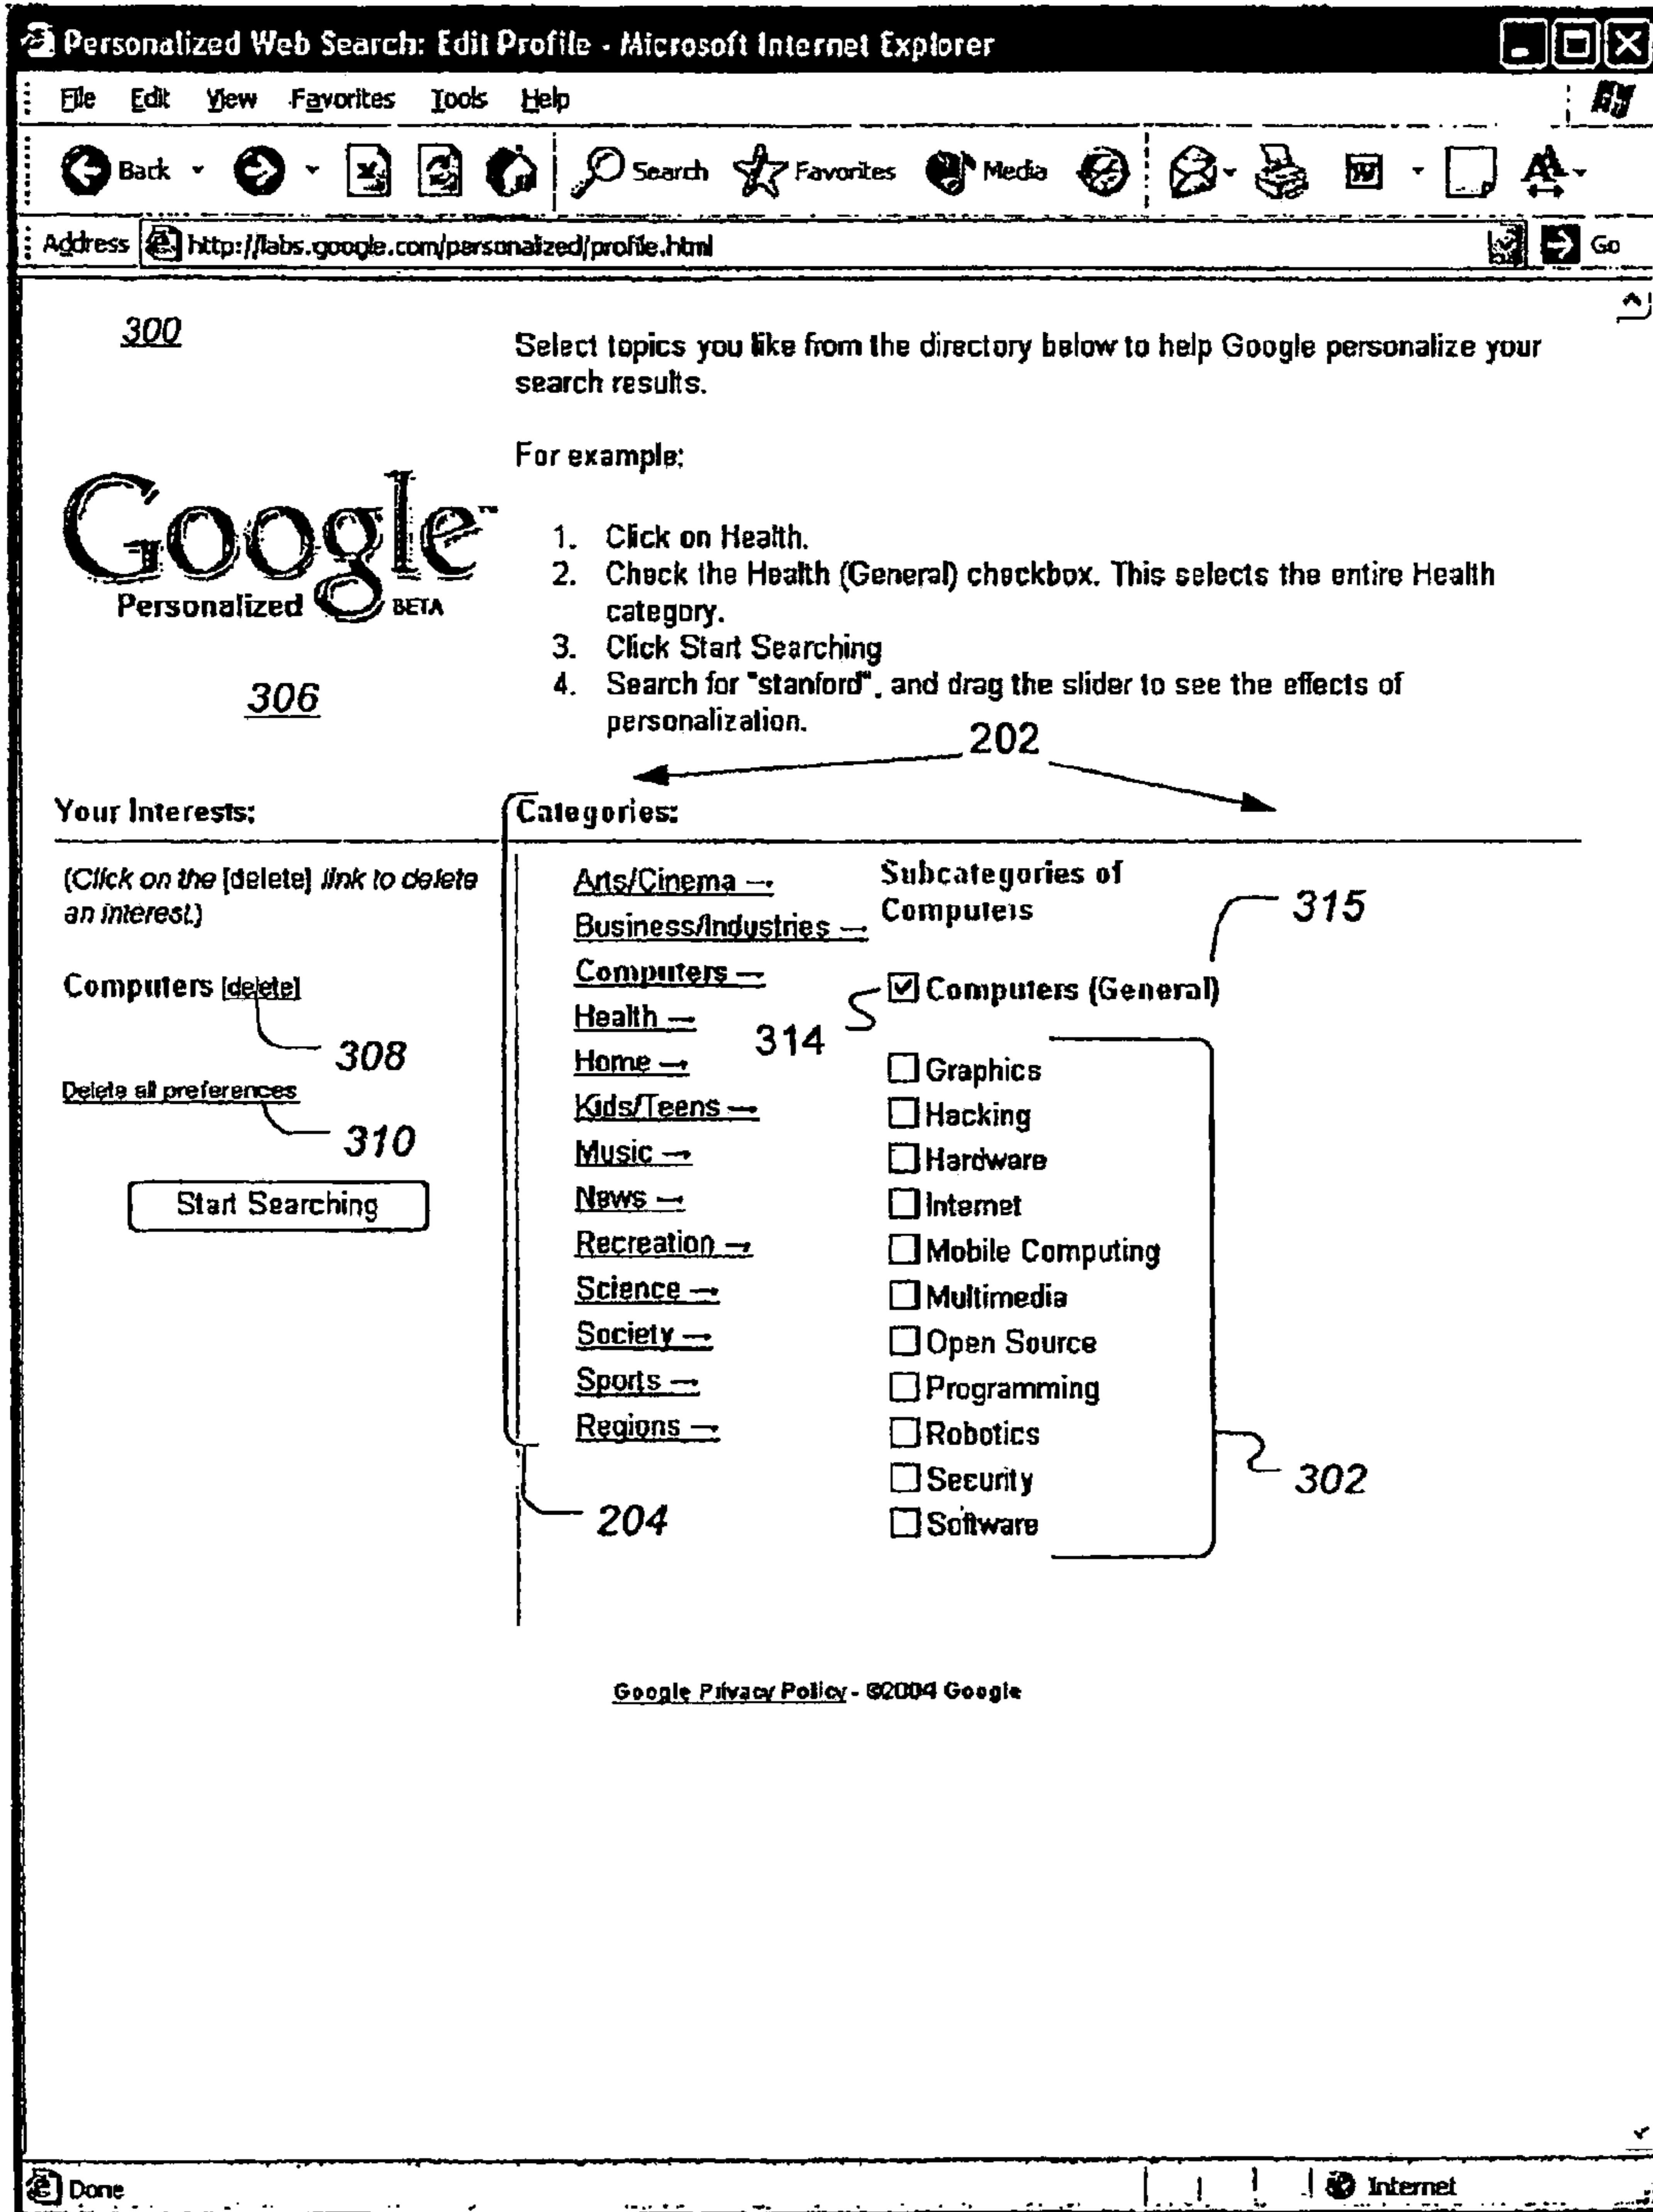 Personalized Web Search: Edit Profile - Microsoft Internet Explorer
File Edit View Favorites Tools Help
Back Search Favorites Media
Address http://labs.google.com/personalized/profile.html Go
300
Select topics you like from the directory below to help Google personalize your
search results.
For example:
Google™
Personalized BETA
1. Click on Health.
2. Check the Health (General) checkbox. This selects the entire Health
category.
3. Click Start Searching
4. Search for "stanford", and drag the slider to see the effects of
personalization.
306
202
Your Interests:
(Click on the [delete] link to delete
an interest.)
Computers [delete]
308
Delete all preferences
310
Start Searching
Categories:
Arts/Cinema →
Business/Industries →
Computers →
Health →
Home →
Kids/Teens →
Music →
News →
Recreation →
Science →
Society →
Sports →
Regions →
204
Subcategories of
Computers
315
Computers (General)
314
Graphics
Hacking
Hardware
Internet
Mobile Computing
Multimedia
Open Source
Programming
Robotics
Security
Software
302
Google Privacy Policy - ©2004 Google
Done Internet